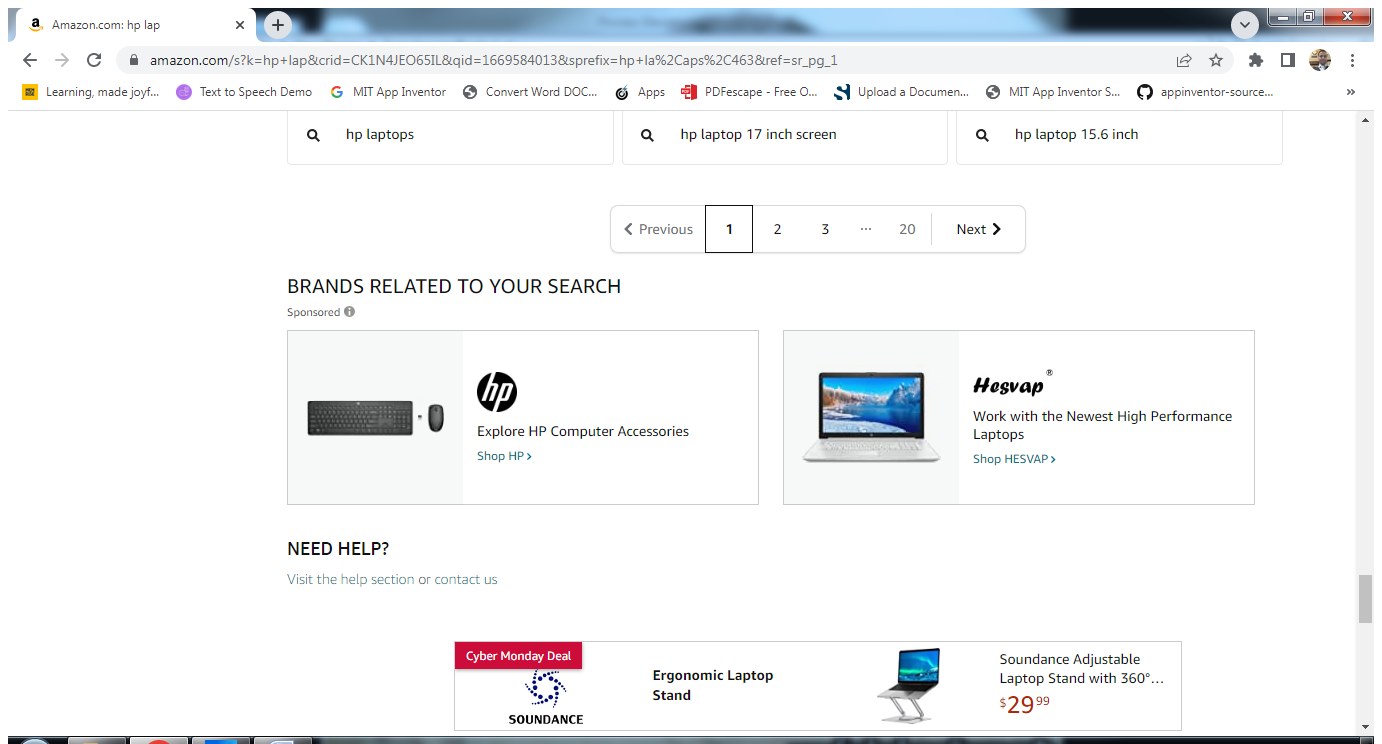 Amazon.com: hp lap
amazon.com/s?k=hp+lap&crid=CK1N4JEO65IL&qid=1669584013&sprefix=hp+la%2Caps%2C463&ref=sr_pg_1
Learning, made joyf... Text to Speech Demo MIT App Inventor Convert Word DOC... Apps PDFescape - Free O... Upload a Documen... MIT App Inventor S... appinventor-source... »
hp laptops hp laptop 17 inch screen hp laptop 15.6 inch
Previous 1 2 3 ... 20 Next
BRANDS RELATED TO YOUR SEARCH
Sponsored
hp
Explore HP Computer Accessories
Shop HP ›
Hesvap ®
Work with the Newest High Performance
Laptops
Shop HESVAP ›
NEED HELP?
Visit the help section or contact us
Cyber Monday Deal
SOUNDANCE
Ergonomic Laptop
Stand
Soundance Adjustable
Laptop Stand with 360°...
$29 99